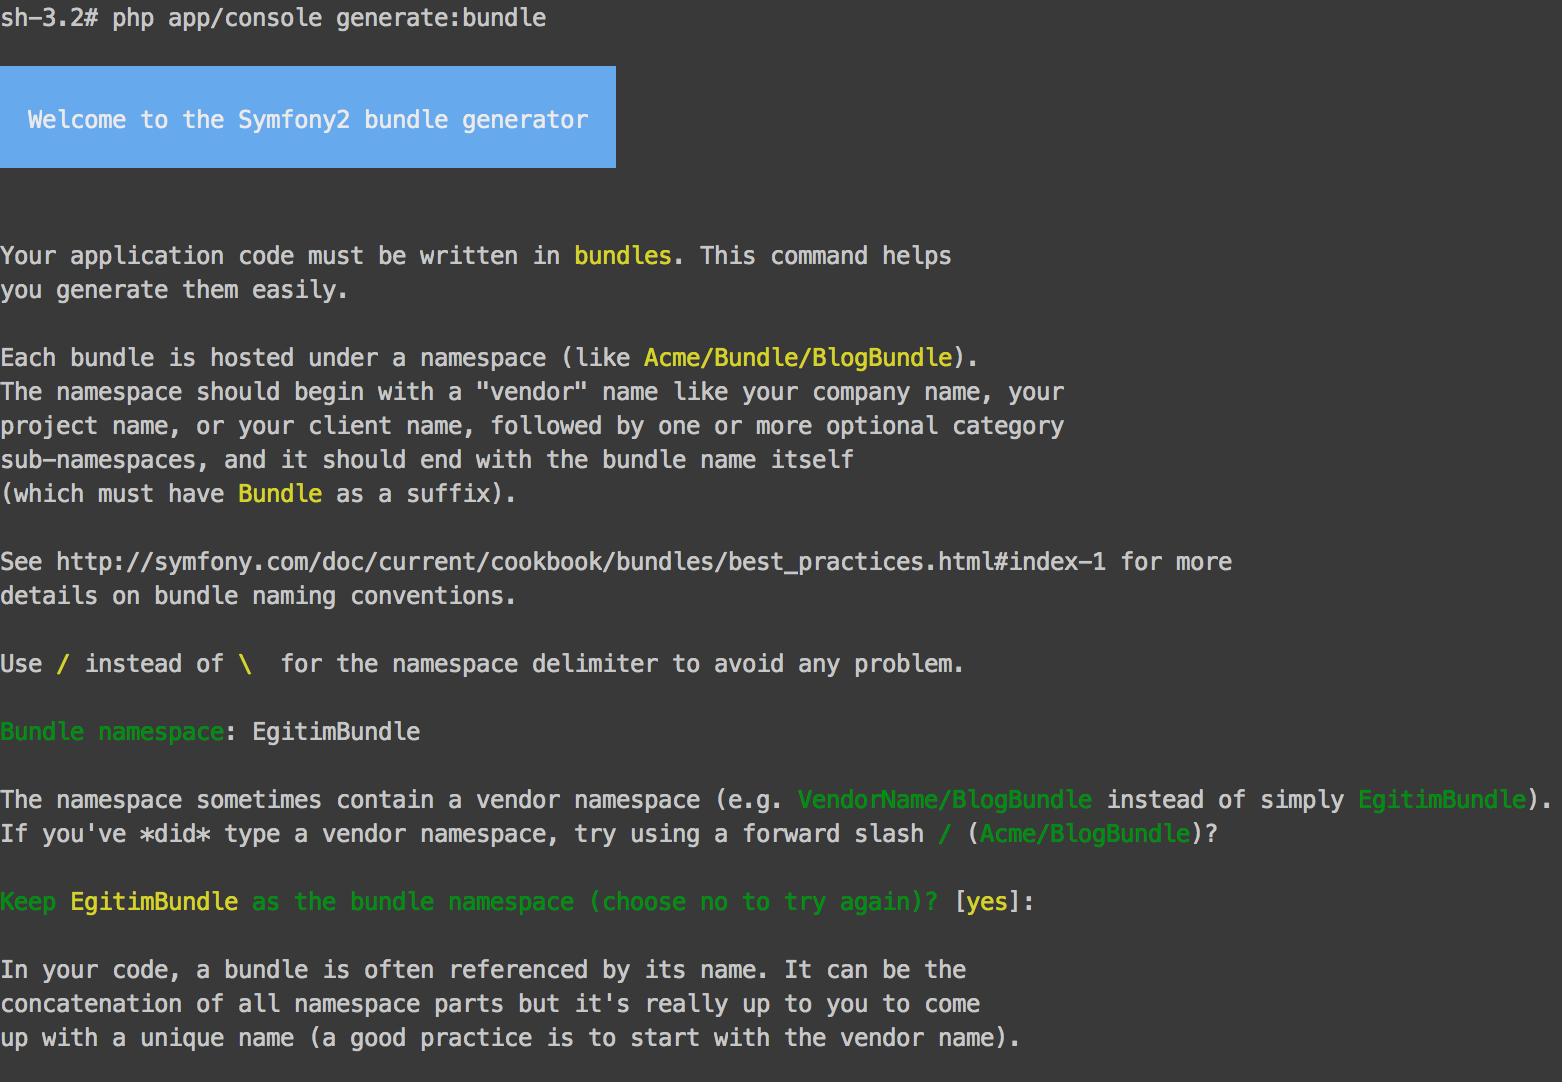 sh-3.2# php app/console generate:bundle
Welcome to the Symfony2 bundle generator
Your application code must be written in bundles. This command helps
you generate them easily.
Each bundle is hosted under a namespace (like Acme/Bundle/BlogBundle).
The namespace should begin with a "vendor" name like your company name, your
project name, or your client name, followed by one or more optional category
sub-namespaces, and it should end with the bundle name itself
(which must have Bundle as a suffix).
See http://symfony.com/doc/current/cookbook/bundles/best_practices.html#index-1 for more
details on bundle naming conventions.
Use / instead of \  for the namespace delimiter to avoid any problem.
Bundle namespace: EgitimBundle
The namespace sometimes contain a vendor namespace (e.g. VendorName/BlogBundle instead of simply EgitimBundle).
If you've *did* type a vendor namespace, try using a forward slash / (Acme/BlogBundle)?
Keep EgitimBundle as the bundle namespace (choose no to try again)? [yes]:
In your code, a bundle is often referenced by its name. It can be the
concatenation of all namespace parts but it's really up to you to come
up with a unique name (a good practice is to start with the vendor name).